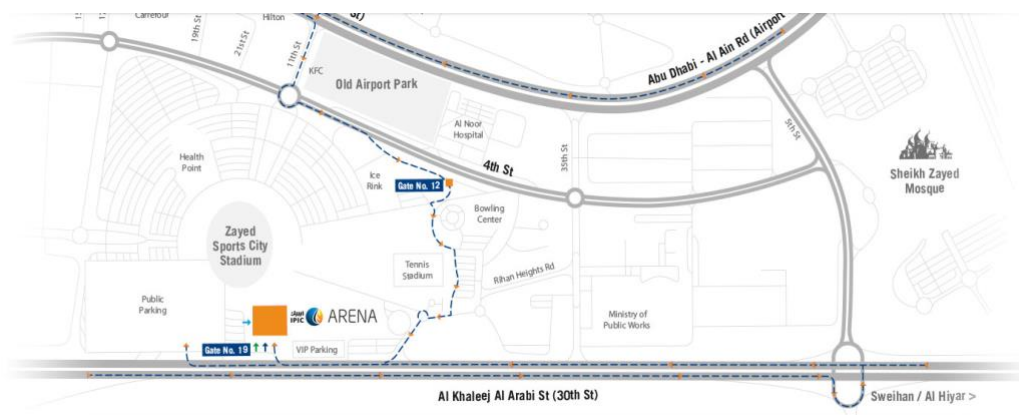 Carrefour
19th St
21st St
Hilton
11th St
KFC
Old Airport Park
Abu Dhabi - Al Ain Rd (Airport
Al Noor
Hospital
5th St
35th St
4th St
Health
Point
Ice
Rink
Gate No. 12
Sheikh Zayed
Mosque
Bowling
Center
Zayed
Sports City
Stadium
Tennis
Stadium
Rihan Heights Rd
Public
Parking
IPIC
ARENA
Ministry of
Public Works
Gate No. 19
VIP Parking
Al Khaleej Al Arabi St (30th St)
Sweihan / Al Hiyar >